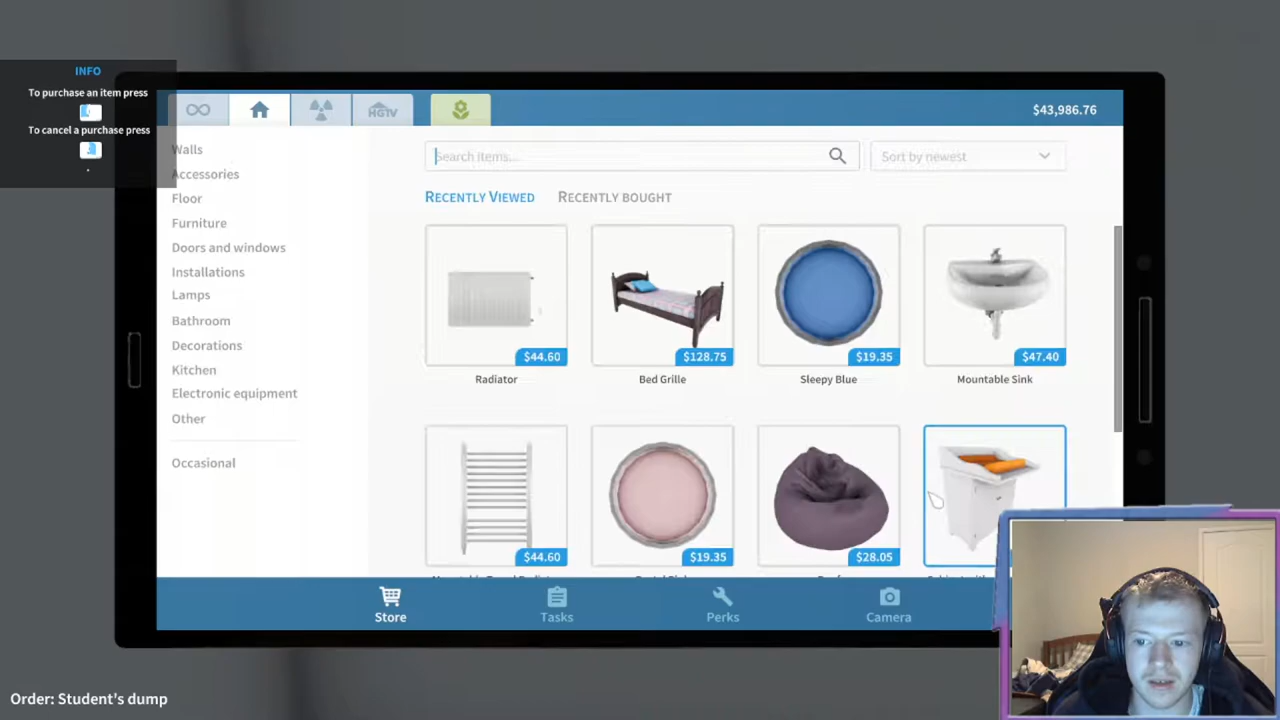 INFO
To purchase an item press
To cancel a purchase press
HGTV
$43,986.76
Walls
Accessories
Floor
Furniture
Doors and windows
Installations
Lamps
Bathroom
Decorations
Kitchen
Electronic equipment
Other
Occasional
Search items...
Sort by newest
RECENTLY VIEWED
RECENTLY BOUGHT
$44.60
$128.75
$19.35
$47.40
Radiator
Bed Grille
Sleepy Blue
Mountable Sink
$44.60
$19.35
$28.05
Store
Tasks
Perks
Camera
Order: Student's dump